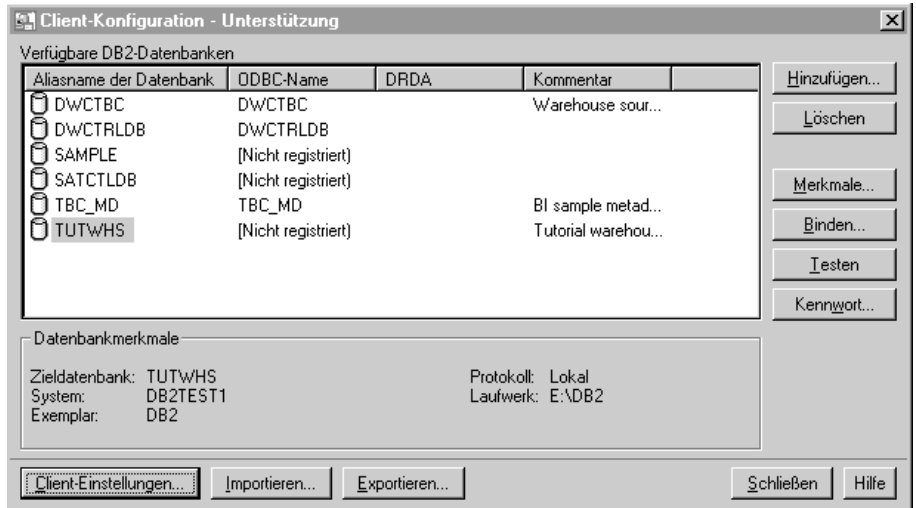 Client-Konfiguration - Unterstützung
Verfügbare DB2-Datenbanken
Aliasname der Datenbank ODBC-Name DRDA Kommentar
DWCTBC DWCTBC Warehouse sour...
DWCTRLDB DWCTRLDB
SAMPLE (Nicht registriert)
SATCTLDB (Nicht registriert)
TBC_MD TBC_MD BI sample metad...
TUTWHS (Nicht registriert) Tutorial warehou...
Hinzufügen...
Löschen
Merkmale...
Binden...
Testen
Kennwort...
Datenbankmerkmale
Zieldatenbank: TUTWHS Protokoll: Lokal
System: DB2TEST1 Laufwerk: E:\DB2
Exemplar: DB2
Client-Einstellungen... Importieren... Exportieren... Schließen Hilfe